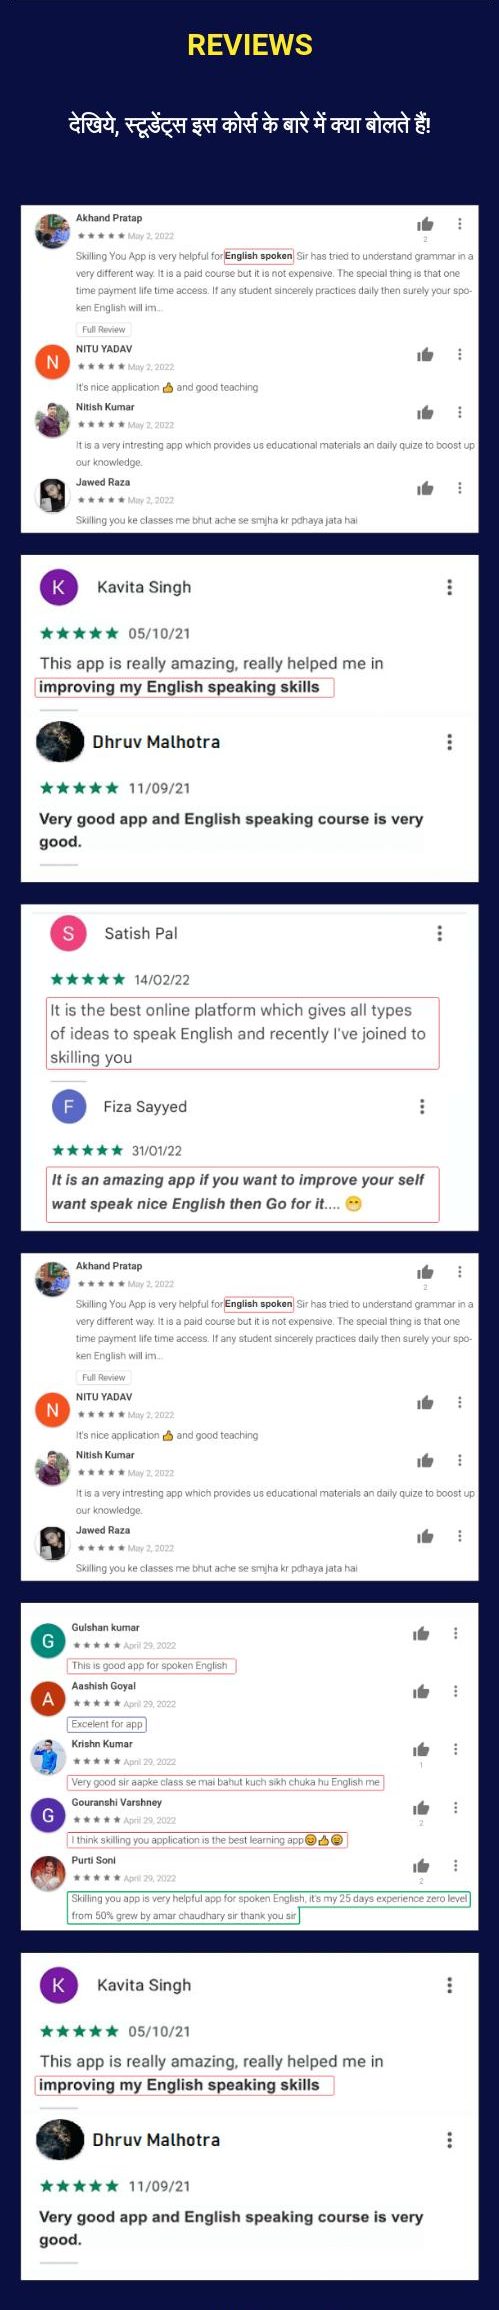 REVIEWS
देखिये, स्टूडेंट्स इस कोर्स के बारे में क्या बोलते हैं!
Akhand Pratap
★★★★★ May 2, 2022
2
Skilling You App is very helpful for English spoken Sir has tried to understand grammar in a
very different way. It is a paid course but it is not expensive. The special thing is that one
time payment life time access. If any student sincerely practices daily then surely your spo-
ken English will im...
Full Review
N
NITU YADAV
★★★★★ May 2, 2022
It's nice application 👍 and good teaching
Nitish Kumar
★★★★★ May 2, 2022
It is a very intresting app which provides us educational materials an daily quize to boost up
our knowledge.
Jawed Raza
★★★★★ May 2, 2022
Skilling you ke classes me bhut ache se smjha kr pdhaya jata hai
K Kavita Singh
★★★★★ 05/10/21
This app is really amazing, really helped me in
improving my English speaking skills
Dhruv Malhotra
★★★★★ 11/09/21
Very good app and English speaking course is very
good.
S Satish Pal
★★★★★ 14/02/22
It is the best online platform which gives all types
of ideas to speak English and recently I've joined to
skilling you
F Fiza Sayyed
★★★★★ 31/01/22
It is an amazing app if you want to improve your self
want speak nice English then Go for it.... 😁
Akhand Pratap
★★★★★ May 2, 2022
2
Skilling You App is very helpful for English spoken Sir has tried to understand grammar in a
very different way. It is a paid course but it is not expensive. The special thing is that one
time payment life time access. If any student sincerely practices daily then surely your spo-
ken English will im...
Full Review
N
NITU YADAV
★★★★★ May 2, 2022
It's nice application 👍 and good teaching
Nitish Kumar
★★★★★ May 2, 2022
It is a very intresting app which provides us educational materials an daily quize to boost up
our knowledge.
Jawed Raza
★★★★★ May 2, 2022
Skilling you ke classes me bhut ache se smjha kr pdhaya jata hai
G
Gulshan kumar
★★★★★ April 29, 2022
This is good app for spoken English
A
Aashish Goyal
★★★★★ April 29, 2022
Excelent for app
Krishn Kumar
★★★★★ April 29, 2022
1
Very good sir aapke class se mai bahut kuch sikh chuka hu English me
G
Gouranshi Varshney
★★★★★ April 29, 2022
2
I think skilling you application is the best learning app😊👍😄
Purti Soni
★★★★★ April 29, 2022
2
Skilling you app is very helpful app for spoken English, it's my 25 days experience zero level
from 50% grew by amar chaudhary sir thank you sir
K Kavita Singh
★★★★★ 05/10/21
This app is really amazing, really helped me in
improving my English speaking skills
Dhruv Malhotra
★★★★★ 11/09/21
Very good app and English speaking course is very
good.